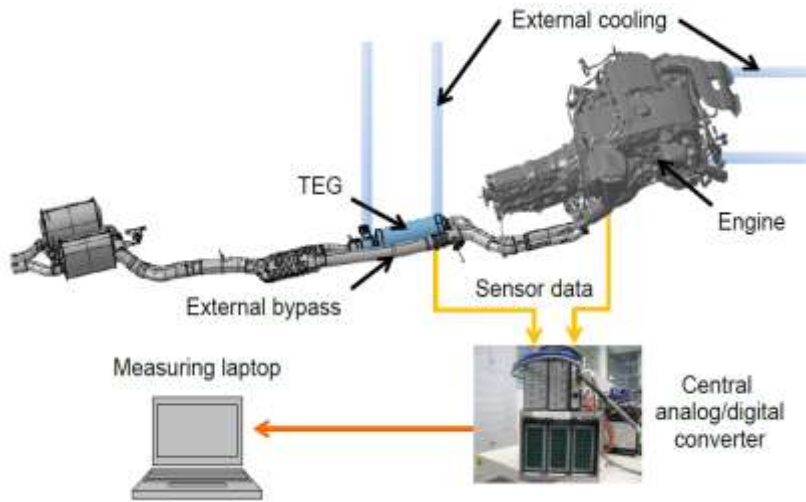 External cooling
TEG
Engine
External bypass
Sensor data
Measuring laptop
Central
analog/digital
converter